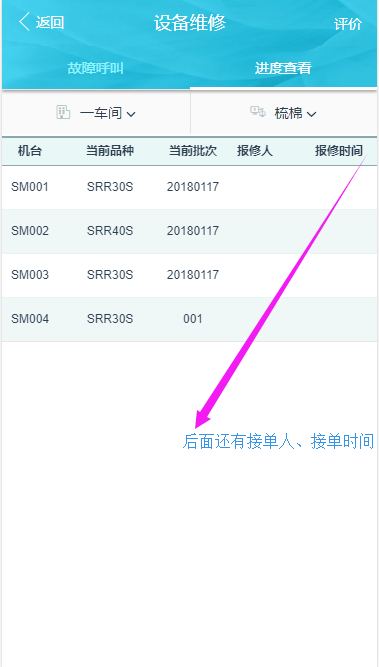 返回 设备维修 评价
故障呼叫 进度查看
一车间 梳棉
机台 当前品种 当前批次 报修人 报修时间
SM001 SRR30S 20180117
SM002 SRR40S 20180117
SM003 SRR30S 20180117
SM004 SRR30S 001
后面还有接单人、接单时间